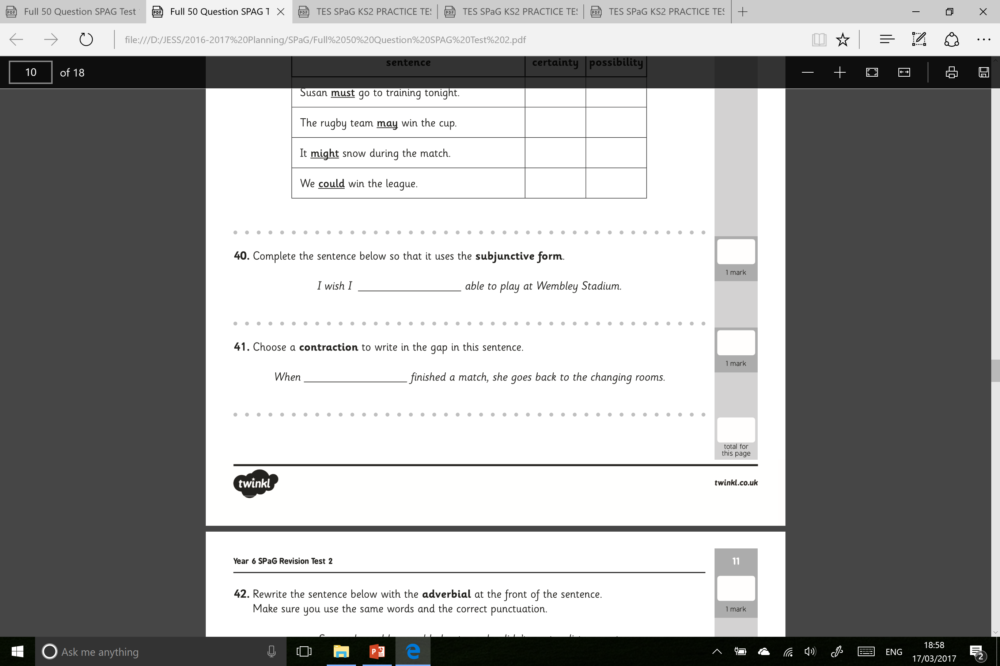 Full 50 Question SPAG Test
Full 50 Question SPAG T
TES SPaG KS2 PRACTICE TES
TES SPaG KS2 PRACTICE TES
TES SPaG KS2 PRACTICE TES
file:///D:/JESS/2016-2017%20Planning/SPaG/Full%2050%20Question%20SPAG%20Test%202.pdf
10 of 18
sentence certainty possibility
Susan must go to training tonight.
The rugby team may win the cup.
It might snow during the match.
We could win the league.
40. Complete the sentence below so that it uses the subjunctive form.
1 mark
I wish I ________________ able to play at Wembley Stadium.
41. Choose a contraction to write in the gap in this sentence.
1 mark
When ________________ finished a match, she goes back to the changing rooms.
total for
this page
twinkl
twinkl.co.uk
Year 6 SPaG Revision Test 2
11
42. Rewrite the sentence below with the adverbial at the front of the sentence.
Make sure you use the same words and the correct punctuation.
1 mark
Ask me anything
ENG
18:58
17/03/2017
2